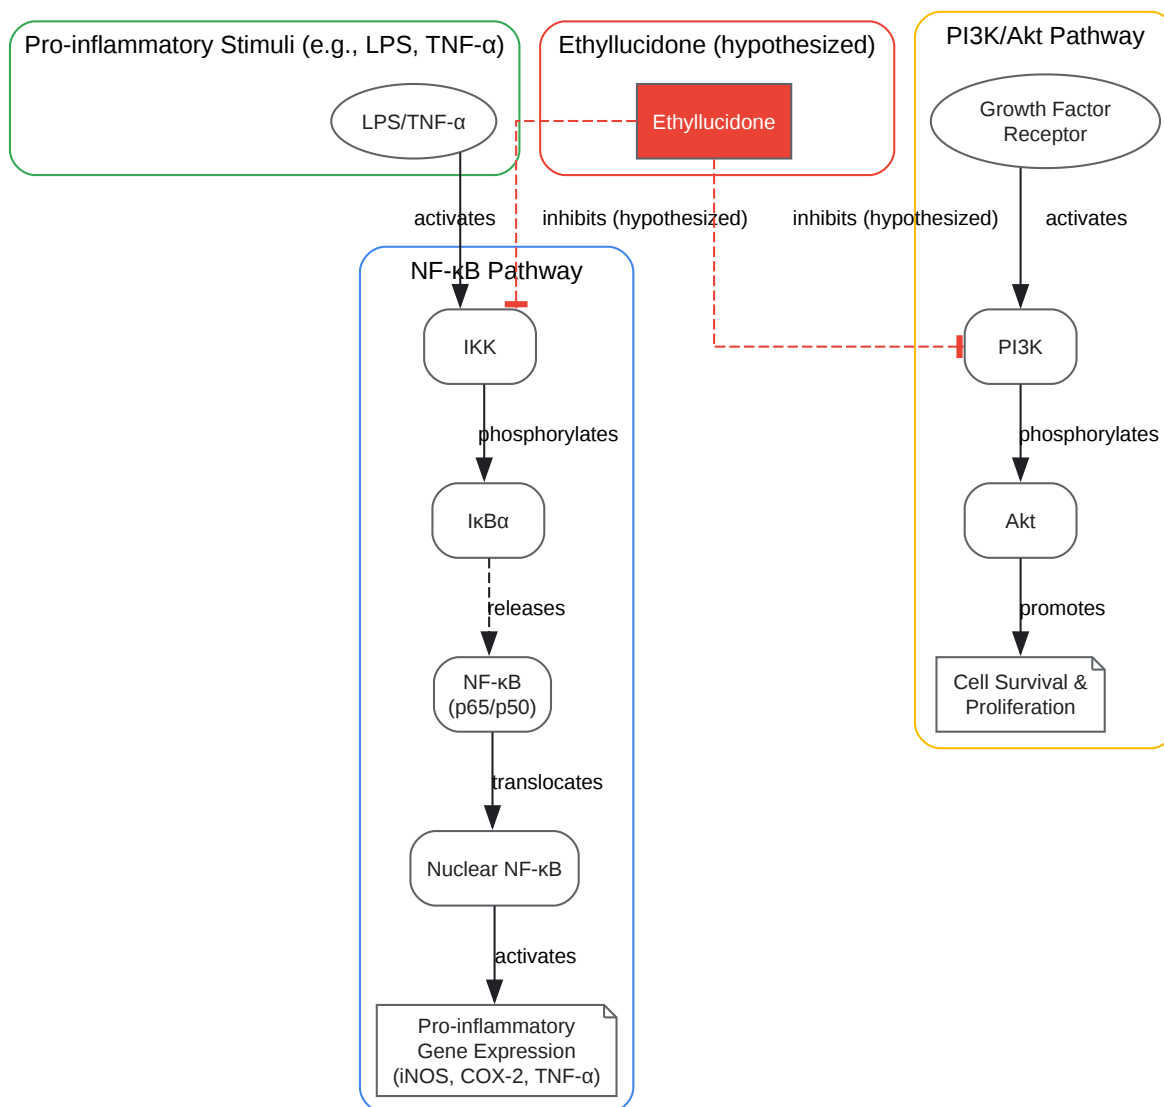 Pro-inflammatory Stimuli (e.g., LPS, TNF-α)
Ethyllucidone (hypothesized)
PI3K/Akt Pathway
LPS/TNF-α
Ethyllucidone
Growth Factor
Receptor
activates
inhibits (hypothesized)
inhibits (hypothesized)
activates
NF-κB Pathway
IKK
PI3K
phosphorylates
phosphorylates
IκBα
Akt
releases
promotes
NF-κB
(p65/p50)
Cell Survival &
Proliferation
translocates
Nuclear NF-κB
activates
Pro-inflammatory
Gene Expression
(iNOS, COX-2, TNF-α)